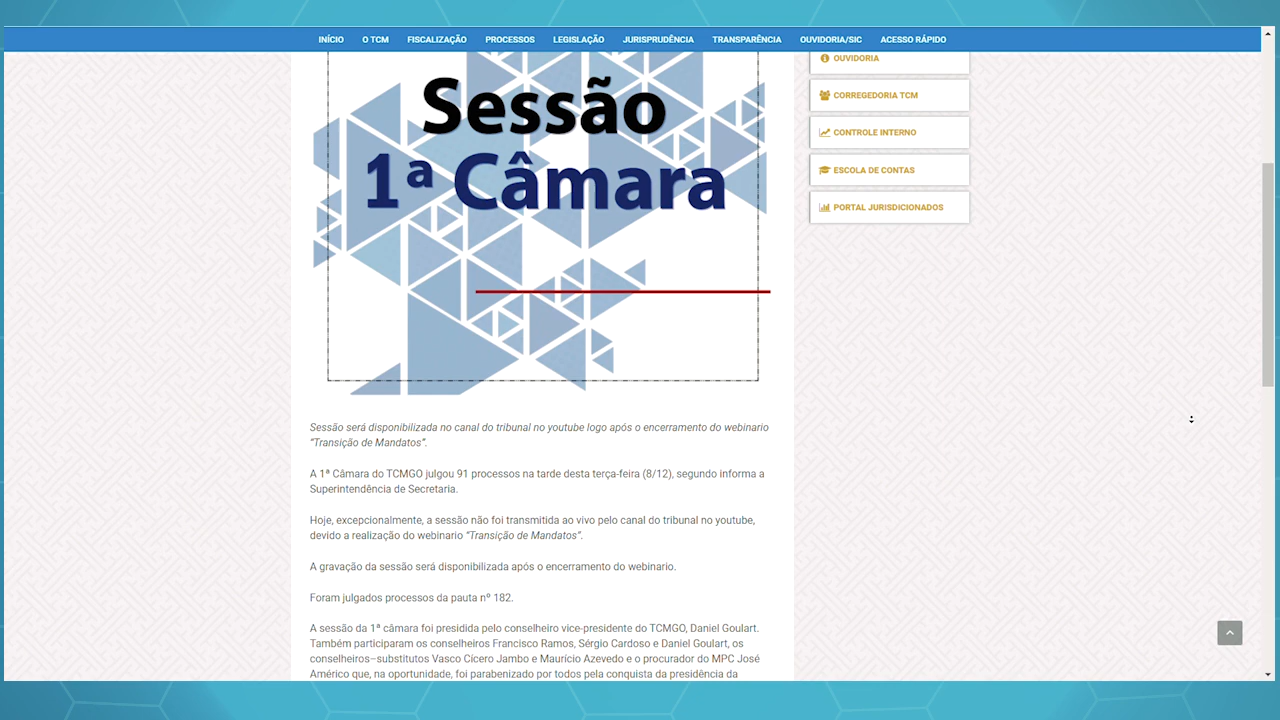 INÍCIO O TCM FISCALIZAÇÃO PROCESSOS LEGISLAÇÃO JURISPRUDÊNCIA TRANSPARÊNCIA OUVIDORIA/SIC ACESSO RÁPIDO
Sessão
1ª Câmara
OUVIDORIA
CORREGEDORIA TCM
CONTROLE INTERNO
ESCOLA DE CONTAS
PORTAL JURISDICIONADOS
Sessão será disponibilizada no canal do tribunal no youtube logo após o encerramento do webinario
“Transição de Mandatos”.
A 1ª Câmara do TCMGO julgou 91 processos na tarde desta terça-feira (8/12), segundo informa a
Superintendência de Secretaria.
Hoje, excepcionalmente, a sessão não foi transmitida ao vivo pelo canal do tribunal no youtube,
devido a realização do webinario “Transição de Mandatos”.
A gravação da sessão será disponibilizada após o encerramento do webinario.
Foram julgados processos da pauta nº 182.
A sessão da 1ª câmara foi presidida pelo conselheiro vice-presidente do TCMGO, Daniel Goulart.
Também participaram os conselheiros Francisco Ramos, Sérgio Cardoso e Daniel Goulart, os
conselheiros–substitutos Vasco Cícero Jambo e Maurício Azevedo e o procurador do MPC José
Américo que, na oportunidade, foi parabenizado por todos pela conquista da presidência da